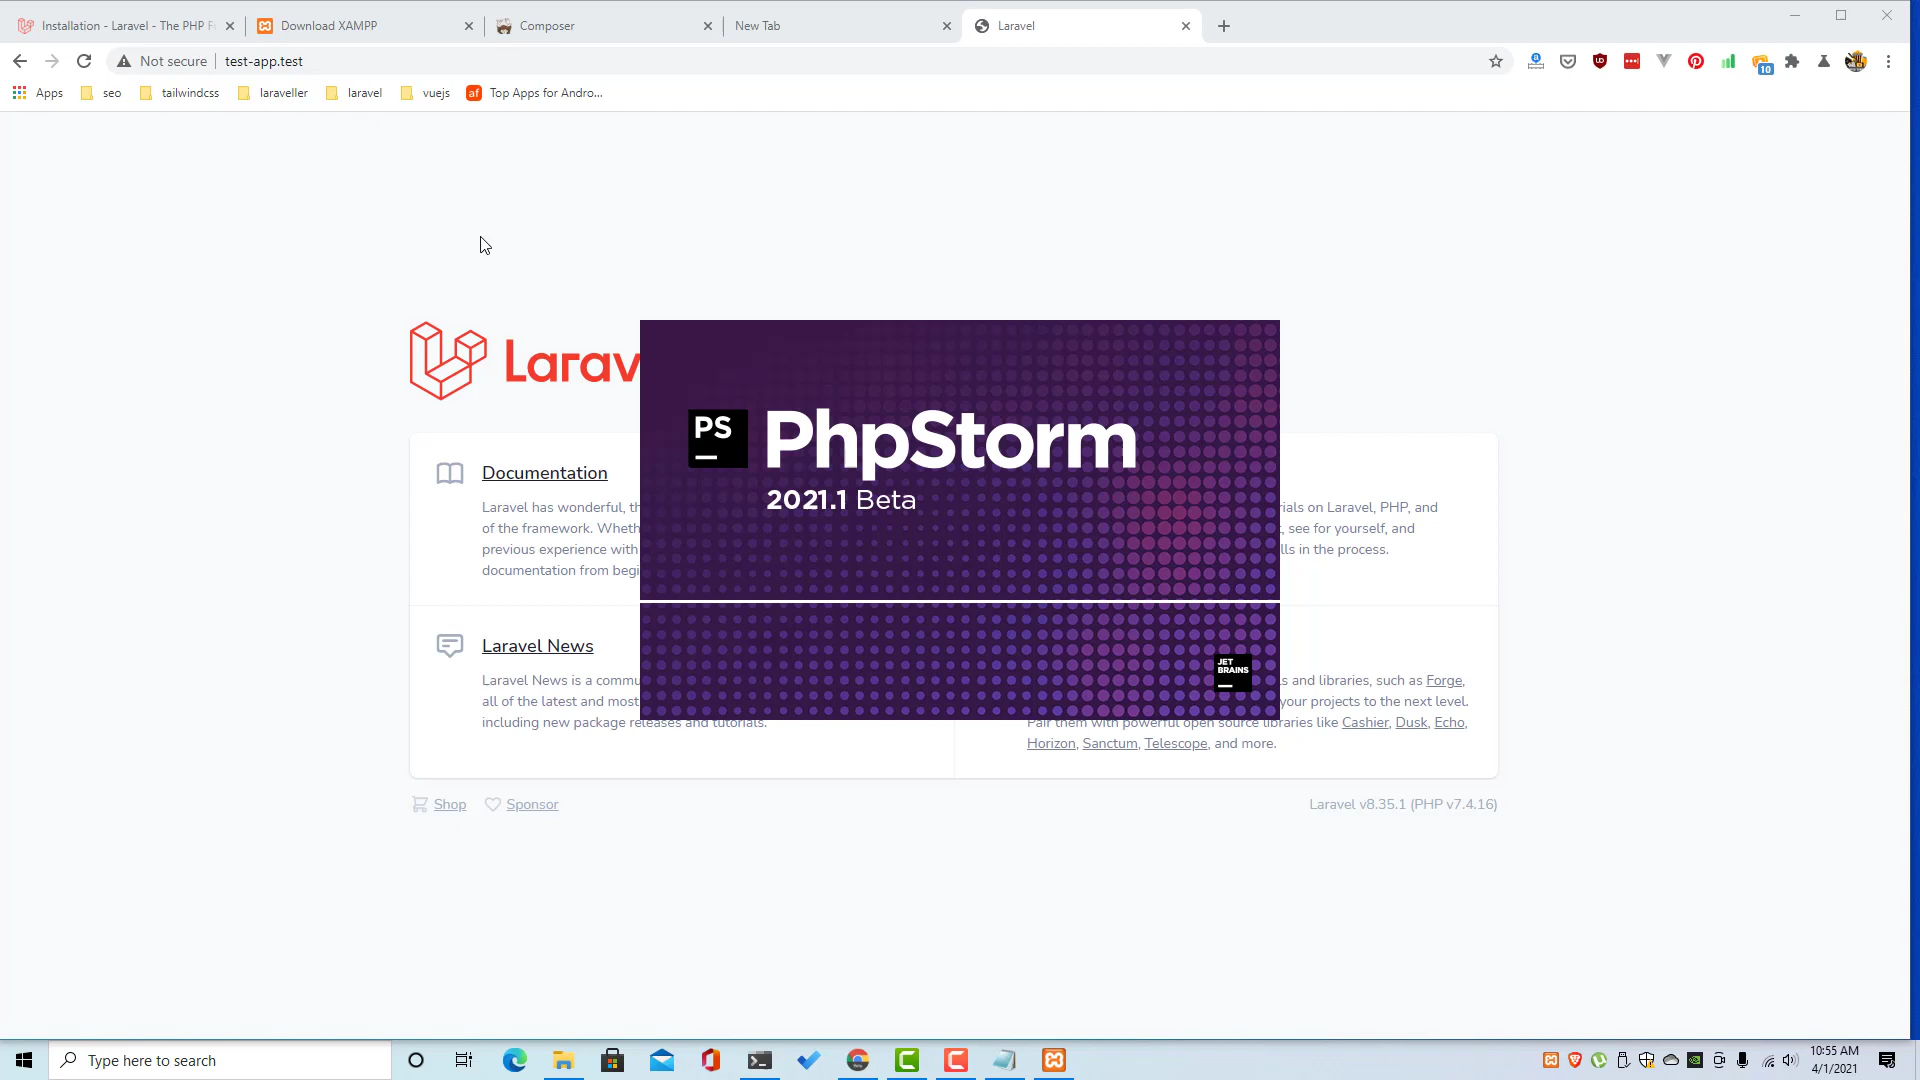 Installation - Laravel - The PHP F
Download XAMPP
Composer
New Tab
Laravel
Not secure
test-app.test
10
Apps
seo
tailwindcss
laraveller
laravel
vuejs
af
Top Apps for Andro...
Larav
PS
PhpStorm
2021.1 Beta
JET
BRAINS
Documentation
Laravel has wonderful, th
of the framework. Wheth
previous experience with
documentation from begi
rials on Laravel, PHP, and
, see for yourself, and
lls in the process.
Laravel News
Laravel News is a commu
all of the latest and most
including new package releases and tutorials.
s and libraries, such as Forge,
your projects to the next level.
Pair them with powerful open source libraries like Cashier, Dusk, Echo,
Horizon, Sanctum, Telescope, and more.
Shop
Sponsor
Laravel v8.35.1 (PHP v7.4.16)
Type here to search
10:55 AM
4/1/2021